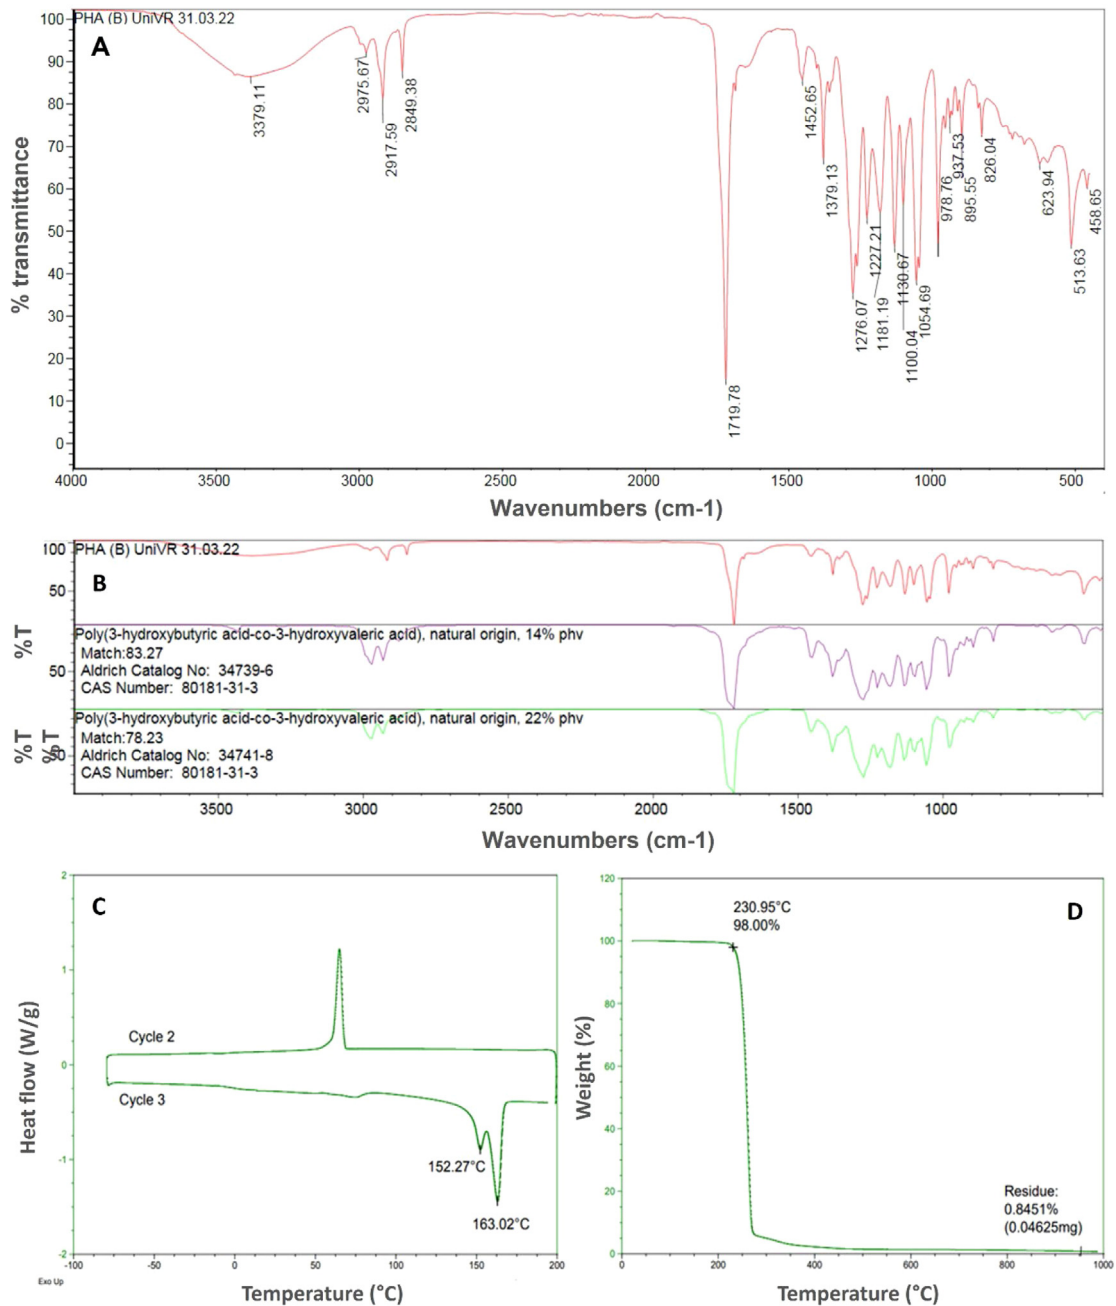 PHA (B) UniVR 31.03.22
A
100
90
80
70
60
50
40
30
20
10
0
% transmittance
3379.11
2975.67
2917.59
2849.38
1719.78
1452.65
1379.13
1276.07
1227.21
1181.19
1130.67
1100.04
1054.69
978.76
937.53
895.55
826.04
623.94
513.63
458.65
4000 3500 3000 2500 2000 1500 1000 500
Wavenumbers (cm-1)
PHA (B) UniVR 31.03.22
B
100
50
%T
Poly(3-hydroxybutyric acid-co-3-hydroxyvaleric acid), natural origin, 14% phv
Match:83.27
Aldrich Catalog No: 34739-6
CAS Number: 80181-31-3
50
%T
Poly(3-hydroxybutyric acid-co-3-hydroxyvaleric acid), natural origin, 22% phv
Match:78.23
Aldrich Catalog No: 34741-8
CAS Number: 80181-31-3
50
%T
3500 3000 2500 2000 1500 1000
Wavenumbers (cm-1)
C
2
1
0
-1
-2
Heat flow (W/g)
Cycle 2
Cycle 3
152.27°C
163.02°C
-100 -50 0 50 100 150 200
Exo Up
Temperature (°C)
D
120
100
80
60
40
20
0
Weight (%)
230.95°C
98.00%
Residue:
0.8451%
(0.04625mg)
0 200 400 600 800 1000
Temperature (°C)